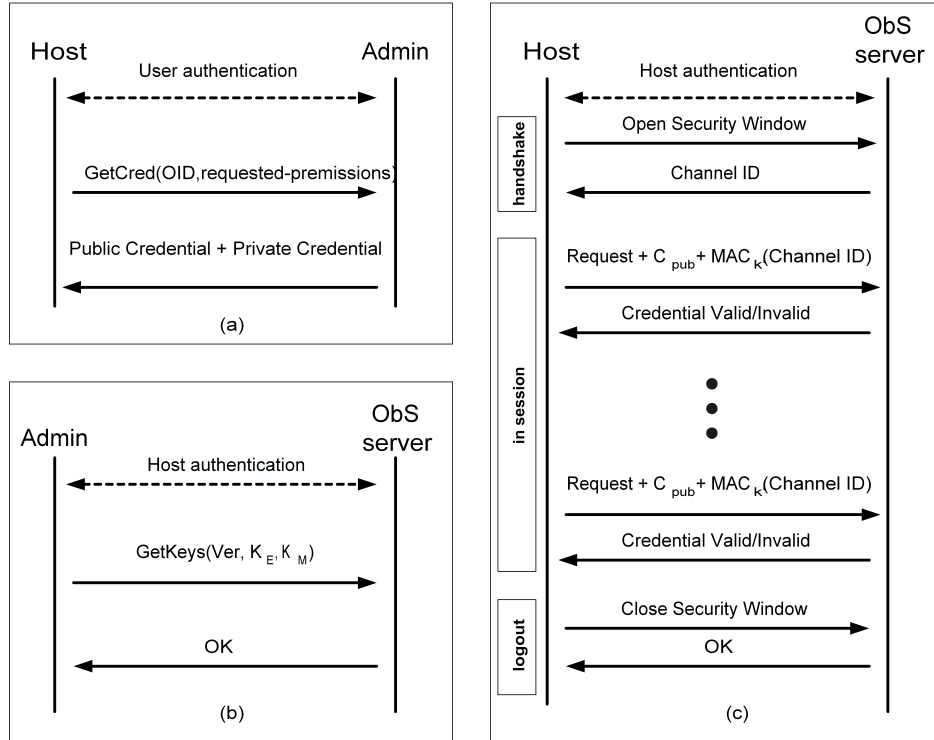 Host
Admin
User authentication
GetCred(OID,requested-premissions)
Public Credential + Private Credential
(a)
Admin
ObS
server
Host authentication
GetKeys(Ver, K E, K M)
OK
(b)
Host
ObS
server
Host authentication
handshake
Open Security Window
Channel ID
in session
Request + C pub + MAC k (Channel ID)
Credential Valid/Invalid
Request + C pub + MAC k (Channel ID)
Credential Valid/Invalid
logout
Close Security Window
OK
(c)